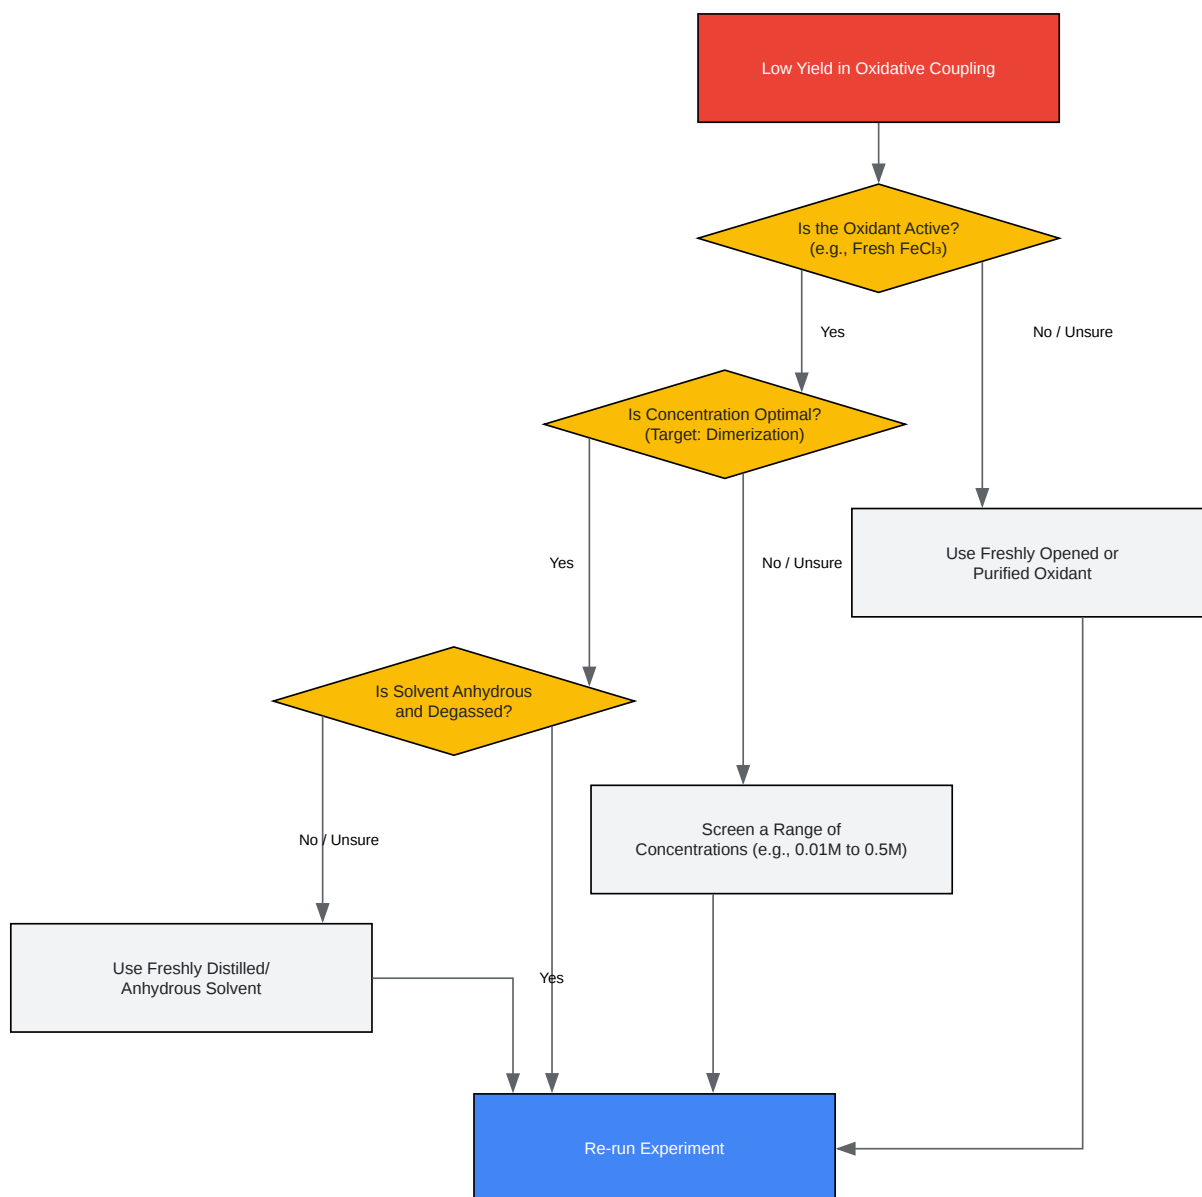 Low Yield in Oxidative Coupling
Is the Oxidant Active?
(e.g., Fresh FeCl₃)
Yes
No / Unsure
Is Concentration Optimal?
(Target: Dimerization)
Yes
No / Unsure
Use Freshly Opened or
Purified Oxidant
Is Solvent Anhydrous
and Degassed?
No / Unsure
Screen a Range of
Concentrations (e.g., 0.01M to 0.5M)
Use Freshly Distilled/
Anhydrous Solvent
Yes
Re-run Experiment